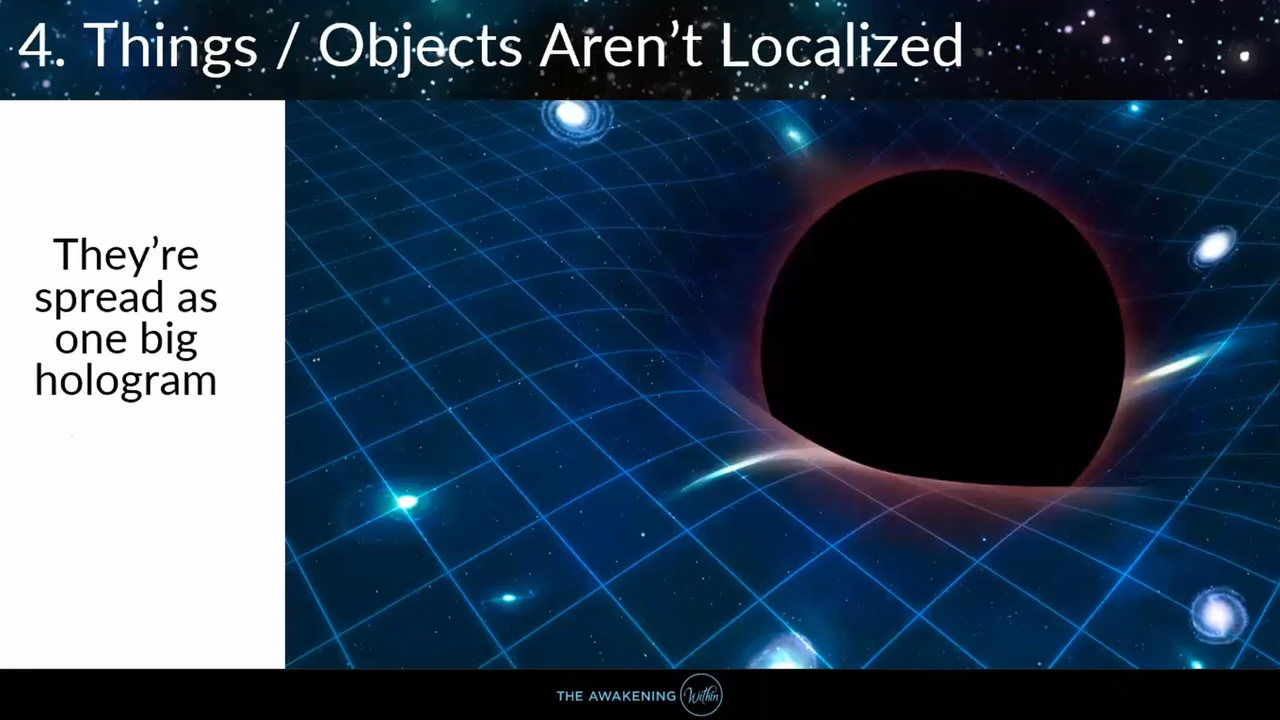 4. Things / Objects Aren’t Localized
They’re
spread as
one big
hologram
THE AWAKENING Within